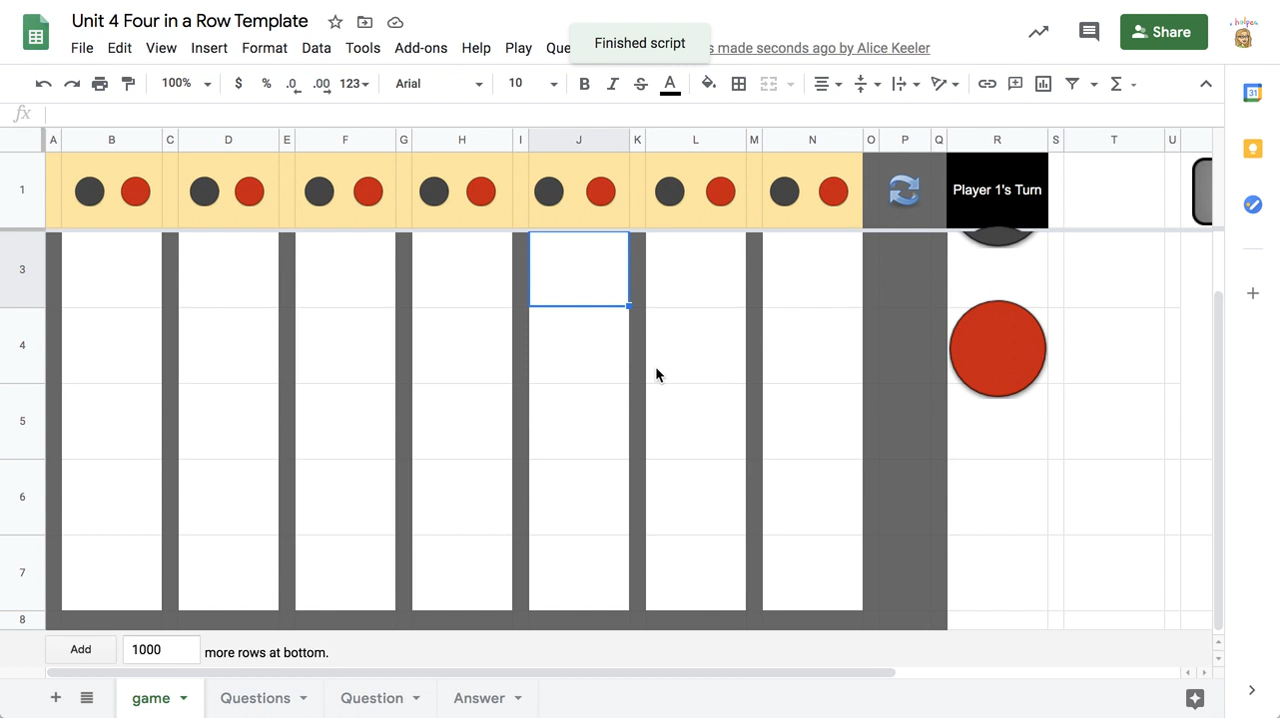 Unit 4 Four in a Row Template
File Edit View Insert Format Data Tools Add-ons Help Play Que
Finished script
s made seconds ago by Alice Keeler
Share
100% $ % .0 .00 123 Arial 10 B I S A
fx
A B C D E F G H I J K L M N O P Q R S T U
1 Player 1's Turn
3
4
5
6
7
8
Add 1000 more rows at bottom.
game Questions Question Answer
31